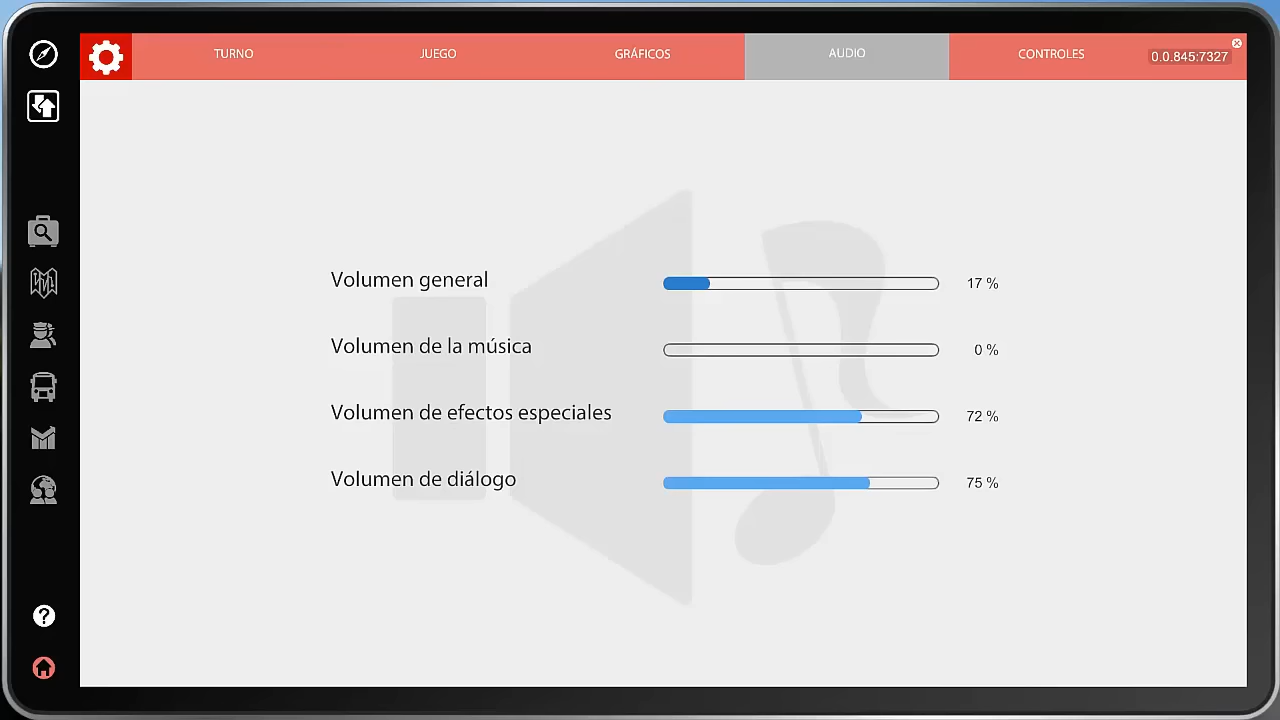 TURNO JUEGO GRÁFICOS AUDIO CONTROLES 0.0.845:7327
Volumen general 17 %
Volumen de la música 0 %
Volumen de efectos especiales 72 %
Volumen de diálogo 75 %